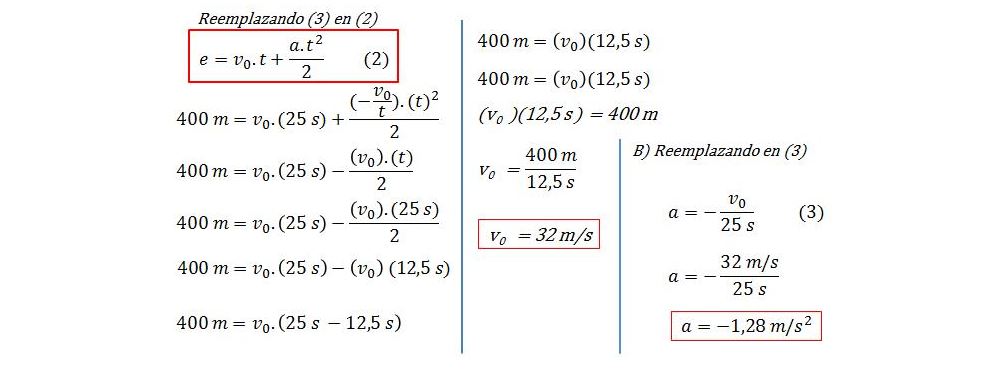 Reemplazando (3) en (2)
e = v₀.t + a.t²/2 (2)
400 m = v₀.(25 s) + (−v₀/t).(t)²/2
400 m = v₀.(25 s) − (v₀).(t)/2
400 m = v₀.(25 s) − (v₀).(25 s)/2
400 m = v₀.(25 s) − (v₀) (12,5 s)
400 m = v₀.(25 s − 12,5 s)
400 m = (v₀)(12,5 s)
400 m = (v₀)(12,5 s)
(v₀ )(12,5 s) = 400 m
v₀ = 400 m/12,5 s
v₀ = 32 m/s
B) Reemplazando en (3)
a = − v₀/25 s (3)
a = − 32 m/s/25 s
a = −1,28 m/s²